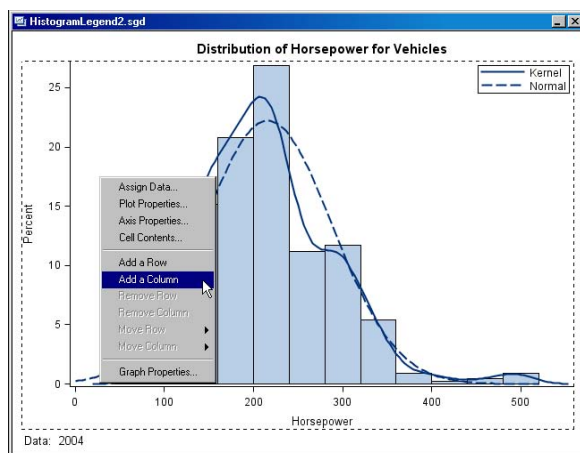 HistogramLegend2.sgd
Distribution of Horsepower for Vehicles
Kernel
Normal
25
20
15
10
5
0
Percent
Assign Data...
Plot Properties...
Axis Properties...
Cell Contents...
Add a Row
Add a Column
Remove Row
Remove Column
Move Row
Move Column
Graph Properties...
0
200
300
400
500
Horsepower
Data: 2004